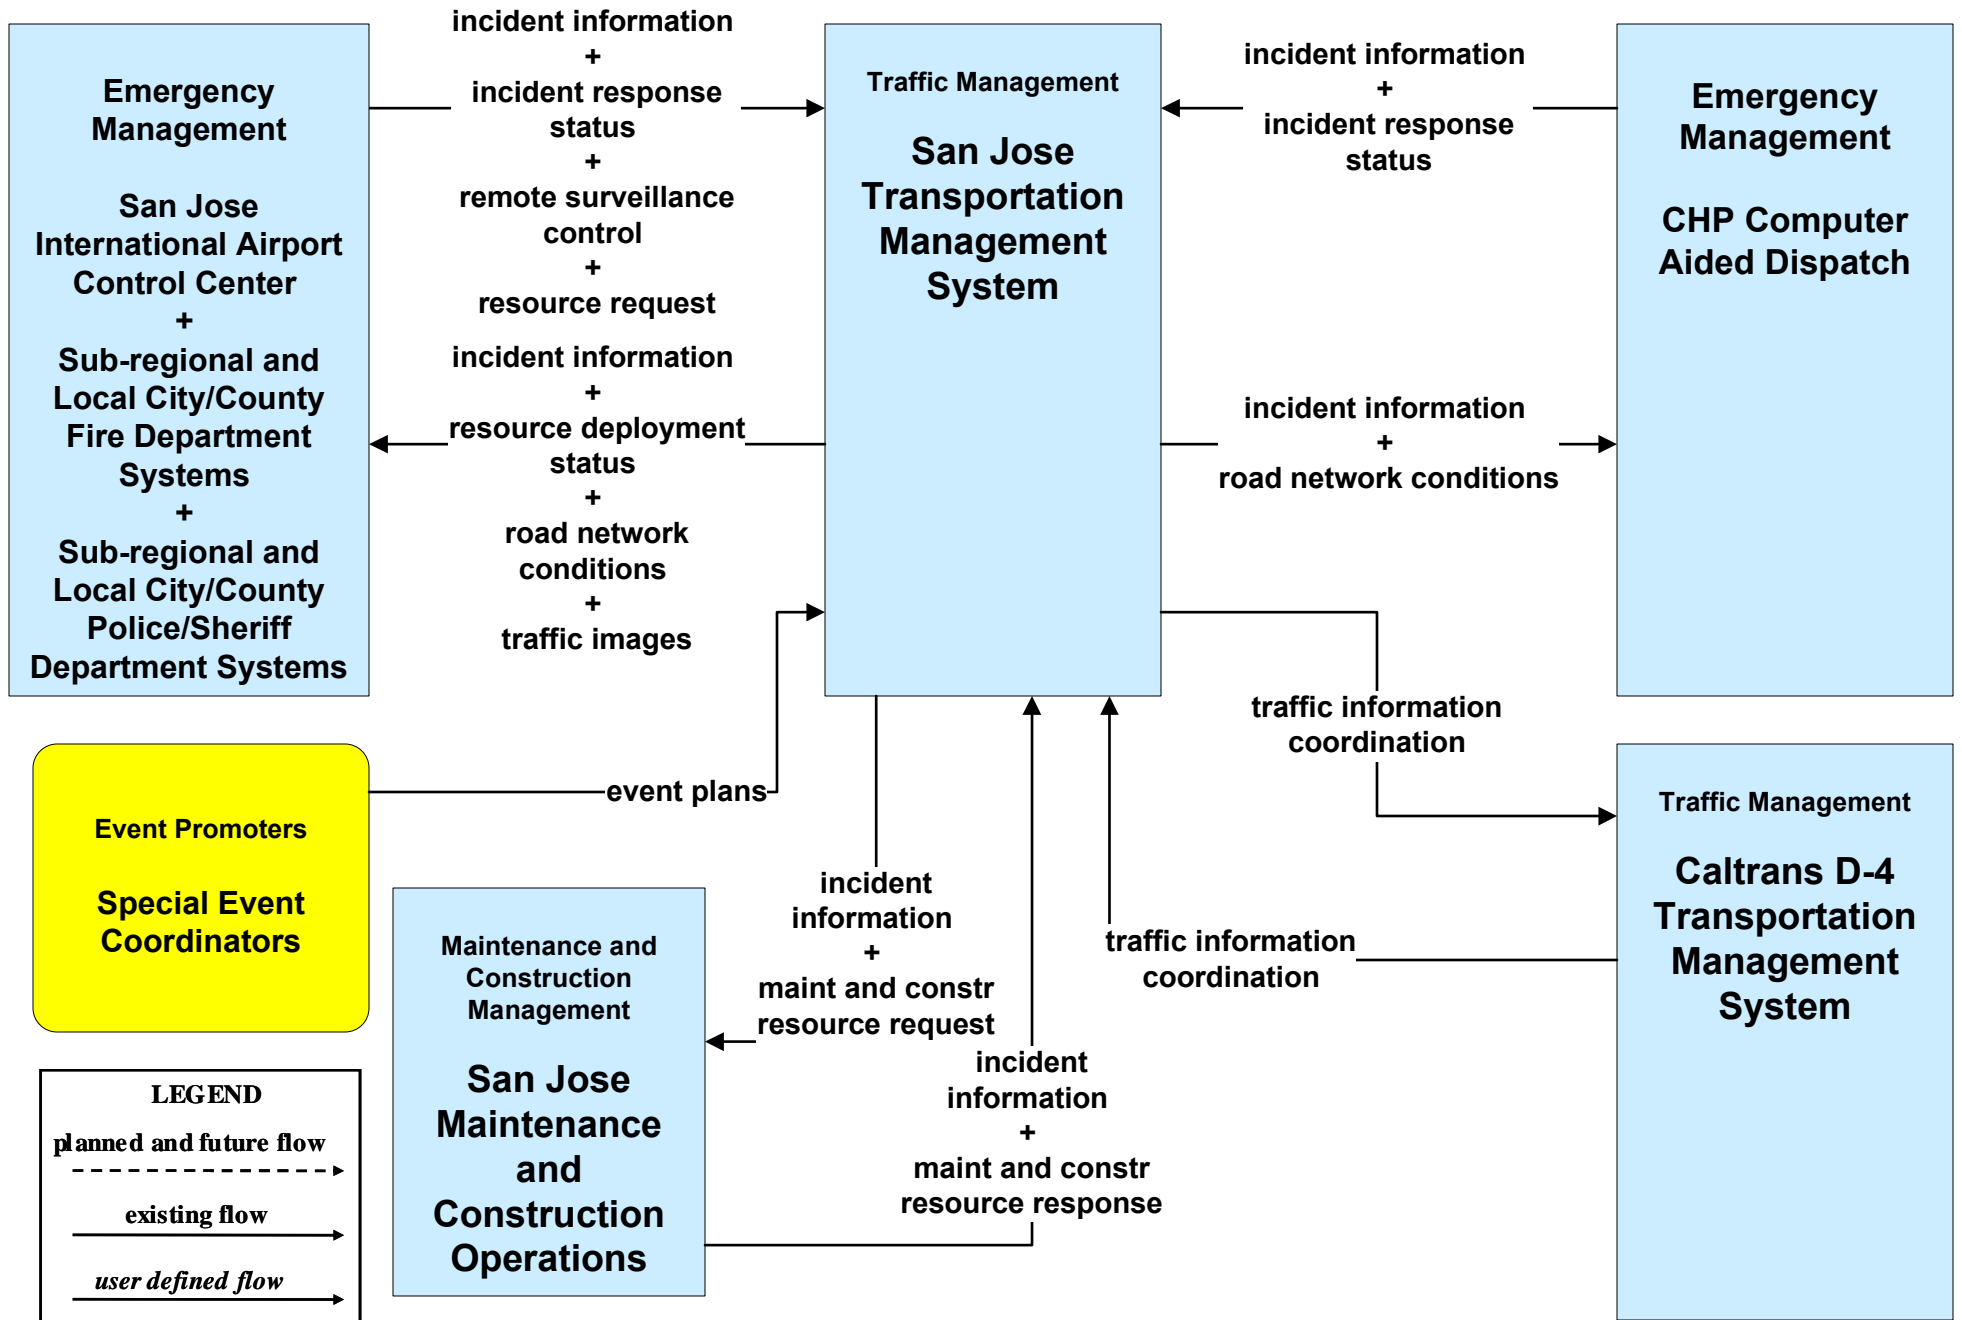 Emergency
Management
San Jose
International Airport
Control Center
+
Sub-regional and
Local City/County
Fire Department
Systems
+
Sub-regional and
Local City/County
Police/Sheriff
Department Systems
incident information
+
incident response
status
+
remote surveillance
control
+
resource request
incident information
+
resource deployment
status
+
road network
conditions
+
traffic images
Traffic Management
San Jose
Transportation
Management
System
incident information
+
incident response
status
incident information
+
road network conditions
Emergency
Management
CHP Computer
Aided Dispatch
traffic information
coordination
Event Promoters
Special Event
Coordinators
event plans
incident
information
+
maint and constr
resource request
traffic information
coordination
Traffic Management
Caltrans D-4
Transportation
Management
System
Maintenance and
Construction
Management
San Jose
Maintenance
and
Construction
Operations
incident
information
+
maint and constr
resource response
LEGEND
planned and future flow
existing flow
user defined flow